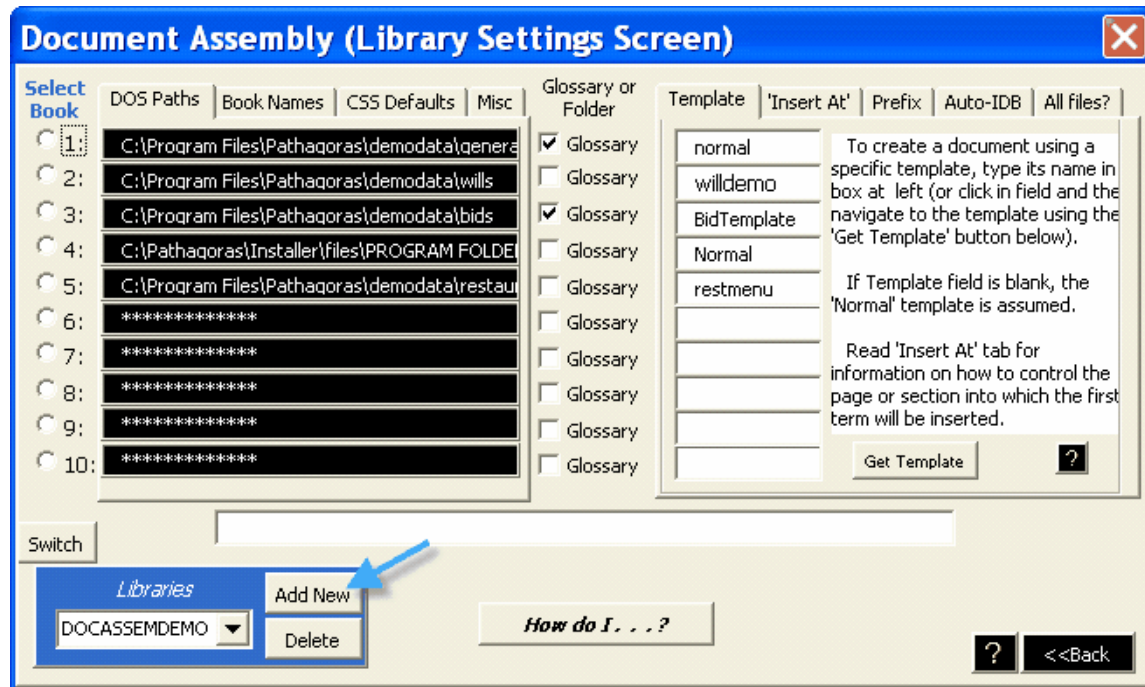 Document Assembly (Library Settings Screen)
Select
Book
DOS Paths
Book Names
CSS Defaults
Misc
Glossary or
Folder
Template
'Insert At'
Prefix
Auto-IDB
All files?
1:
C:\Program Files\Pathagoras\demodata\genera
Glossary
normal
2:
C:\Program Files\Pathagoras\demodata\wills
Glossary
willdemo
3:
C:\Program Files\Pathagoras\demodata\bids
Glossary
BidTemplate
4:
C:\Pathagoras\Installer\files\PROGRAM FOLDE
Glossary
Normal
5:
C:\Program Files\Pathagoras\demodata\restau
Glossary
restmenu
6:
*************
Glossary
7:
*************
Glossary
8:
*************
Glossary
9:
*************
Glossary
10:
*************
Glossary
To create a document using a
specific template, type its name in
box at left (or click in field and the
navigate to the template using the
'Get Template' button below).
If Template field is blank, the
'Normal' template is assumed.
Read 'Insert At' tab for
information on how to control the
page or section into which the first
term will be inserted.
Get Template
?
Switch
Libraries
DOCASSEMDEMO
Add New
Delete
How do I. . . ?
?
<<Back